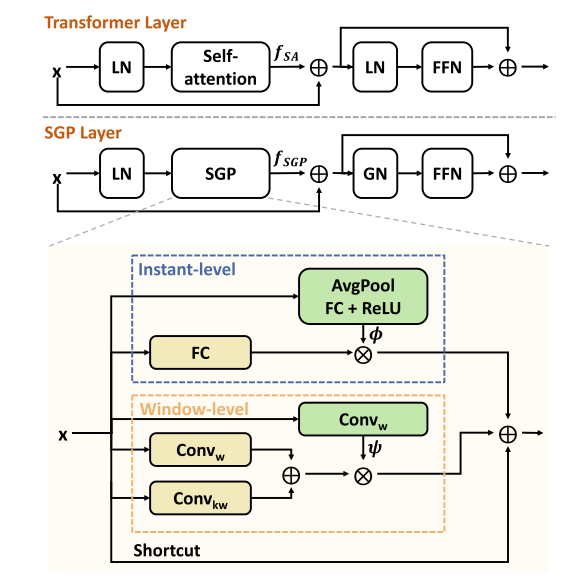 Transformer Layer
x
LN
Self-
attention
f_SA
⊕
LN
FFN
⊕
SGP Layer
x
LN
SGP
f_SGP
⊕
GN
FFN
⊕
Instant-level
AvgPool
FC + ReLU
ϕ
FC
⊗
Window-level
x
Conv_w
ψ
Conv_w
⊕
⊗
Conv_kw
⊕
Shortcut